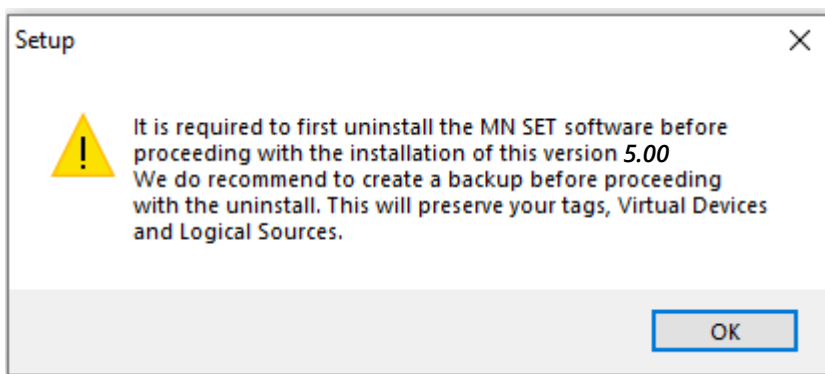 Setup
It is required to first uninstall the MN SET software before
proceeding with the installation of this version 5.00
We do recommend to create a backup before proceeding
with the uninstall. This will preserve your tags, Virtual Devices
and Logical Sources.
OK